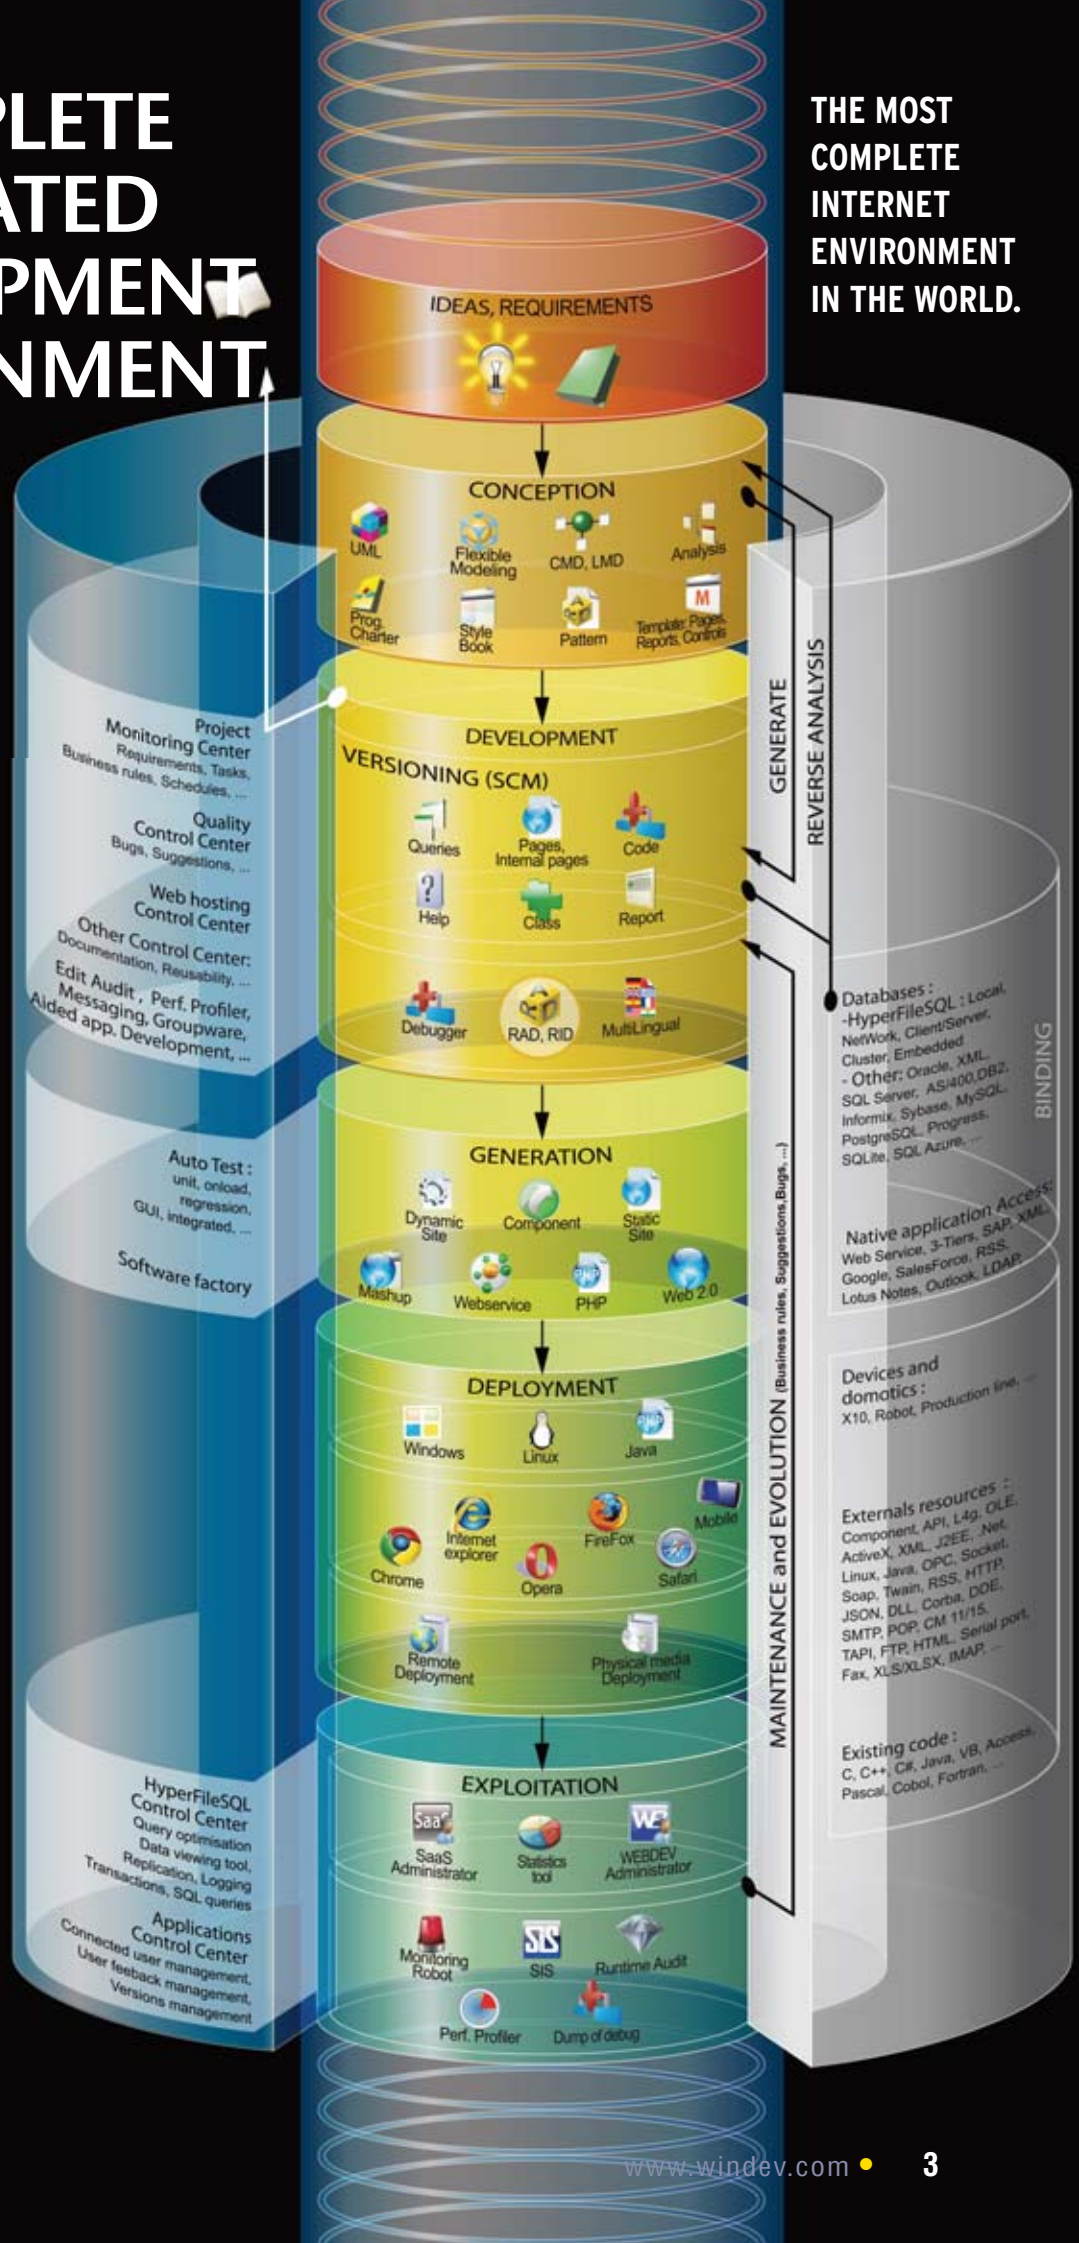 PLETE
ATED
PMENT
NMENT
THE MOST
COMPLETE
INTERNET
ENVIRONMENT
IN THE WORLD.
IDEAS, REQUIREMENTS
CONCEPTION
UML
Flexible
Modeling
CMD, LMD
Analysis
Prog.
Charter
Style
Book
Pattern
Template: Pages,
Reports, Controls
DEVELOPMENT
VERSIONING (SCM)
Queries
Pages,
Internal pages
Code
Help
Class
Report
Debugger
RAD, RID
MultiLingual
GENERATION
Dynamic
Site
Component
Static
Site
Mashup
Webservice
PHP
PHP
Web 2.0
DEPLOYMENT
Windows
Linux
PHP
Java
Internet
explorer
FireFox
Mobile
Chrome
Opera
Safari
Remote
Deployment
Physical media
Deployment
EXPLOITATION
SaaS
SaaS
Administrator
Statistics
tool
WEBDEV
Administrator
Monitoring
Robot
SIS
SIS
Runtime Audit
Perf. Profiler
Dump of debug
Project
Monitoring Center
Requirements, Tasks,
Business rules, Schedules, ...
Quality
Control Center
Bugs, Suggestions, ...
Web hosting
Control Center
Other Control Center:
Documentation, Reusability, ...
Edit Audit , Perf. Profiler,
Messaging, Groupware,
Aided app. Development, ...
Auto Test :
unit, onload,
regression,
GUI, integrated, ...
Software factory
HyperFileSQL
Control Center
Query optimisation
Data viewing tool,
Replication, Logging
Transactions, SQL queries
Applications
Control Center
Connected user management,
User feeback management,
Versions management
GENERATE
REVERSE ANALYSIS
MAINTENANCE and EVOLUTION (Business rules, Suggestions,Bugs, ...)
BINDING
Databases :
-HyperFileSQL : Local,
NetWork, Client/Server,
Cluster, Embedded
- Other: Oracle, XML,
SQL Server, AS/400,DB2,
Informix, Sybase, MySQL,
PostgreSQL, Progress,
SQLite, SQL Azure, ...
Native application Access:
Web Service, 3-Tiers, SAP, XML,
Google, SalesForce, RSS,
Lotus Notes, Outlook, LDAP,
Devices and
domotics :
X10, Robot, Production line, ...
Externals resources :
Component, API, L4g, OLE,
ActiveX, XML, J2EE, .Net,
Linux, Java, OPC, Socket,
Soap, Twain, RSS, HTTP,
JSON, DLL, Corba, DDE,
SMTP, POP, CM 11/15,
TAPI, FTP, HTML, Serial port,
Fax, XLS/XLSX, IMAP, ...
Existing code :
C, C++, C#, Java, VB, Access,
Pascal, Cobol, Fortran, ...
www.windev.com
3